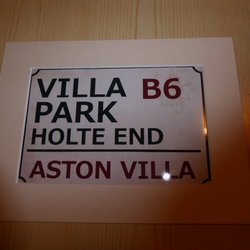 VILLA B6
PARK
HOLTE END
ASTON VILLA